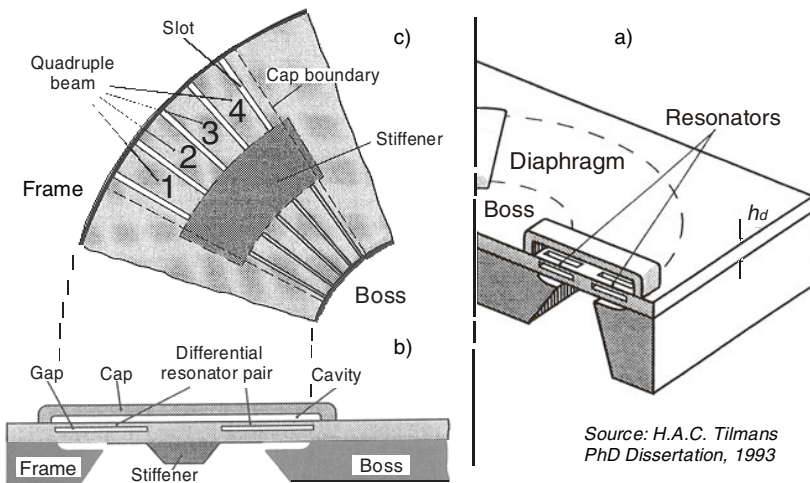 c)
Slot
Quadruple
beam
Cap boundary
4
3
2
1
Stiffener
Frame
Boss
b)
Differential
resonator pair
Gap
Cap
Cavity
Frame
Stiffener
Boss
a)
Resonators
Diaphragm
Boss
hd
Source: H.A.C. Tilmans
PhD Dissertation, 1993